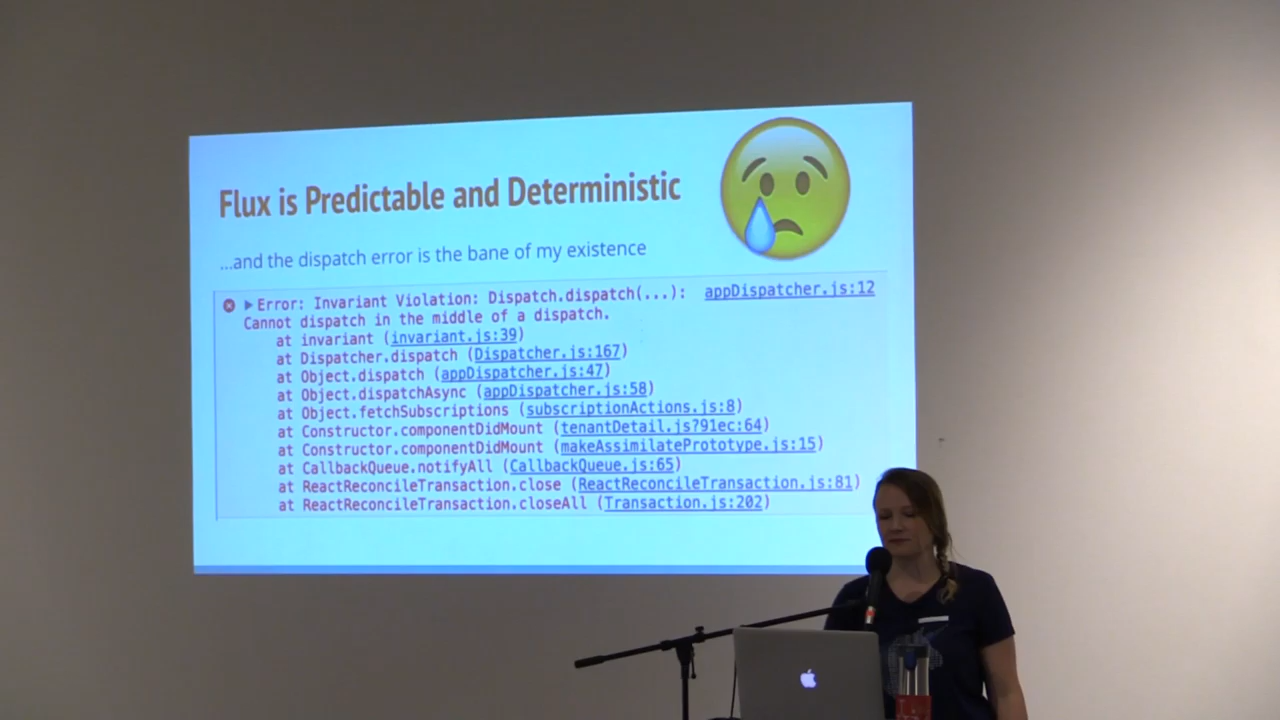 Flux is Predictable and Deterministic
...and the dispatch error is the bane of my existence
Error: Invariant Violation: Dispatch.dispatch(...): appDispatcher.js:12
Cannot dispatch in the middle of a dispatch.
at invariant (invariant.js:39)
at Dispatcher.dispatch (Dispatcher.js:167)
at Object.dispatch (appDispatcher.js:47)
at Object.dispatchAsync (appDispatcher.js:58)
at Object.fetchSubscriptions (subscriptionActions.js:8)
at Constructor.componentDidMount (tenantDetail.js?91ec:64)
at Constructor.componentDidMount (makeAssimilatePrototype.js:15)
at CallbackQueue.notifyAll (CallbackQueue.js:65)
at ReactReconcileTransaction.close (ReactReconcileTransaction.js:81)
at ReactReconcileTransaction.closeAll (Transaction.js:202)